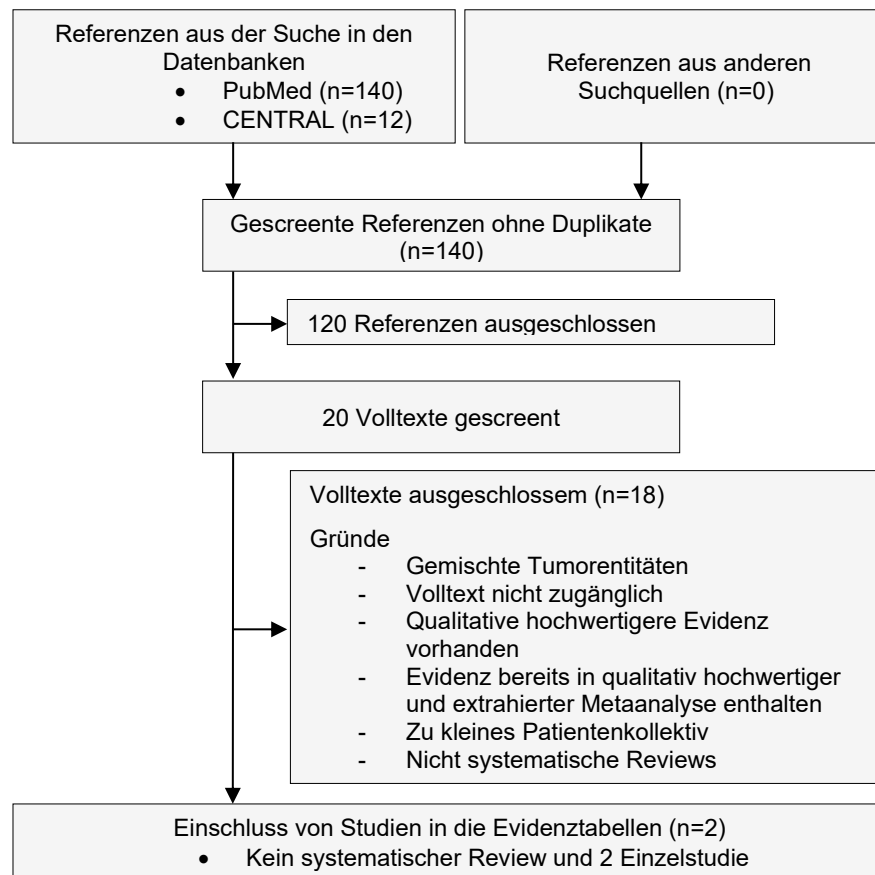 Referenzen aus der Suche in den
Datenbanken
• PubMed (n=140)
• CENTRAL (n=12)
Referenzen aus anderen
Suchquellen (n=0)
Gescreente Referenzen ohne Duplikate
(n=140)
120 Referenzen ausgeschlossen
20 Volltexte gescreent
Volltexte ausgeschlossem (n=18)
Gründe
- Gemischte Tumorentitäten
- Volltext nicht zugänglich
- Qualitative hochwertigere Evidenz
vorhanden
- Evidenz bereits in qualitativ hochwertiger
und extrahierter Metaanalyse enthalten
- Zu kleines Patientenkollektiv
- Nicht systematische Reviews
Einschluss von Studien in die Evidenztabellen (n=2)
• Kein systematischer Review und 2 Einzelstudie